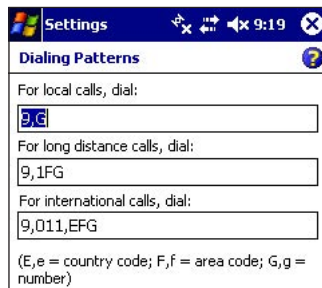 Settings 9:19
Dialing Patterns
For local calls, dial:
9,G
For long distance calls, dial:
9,1FG
For international calls, dial:
9,011,EFG
(E,e = country code; F,f = area code; G,g =
number)